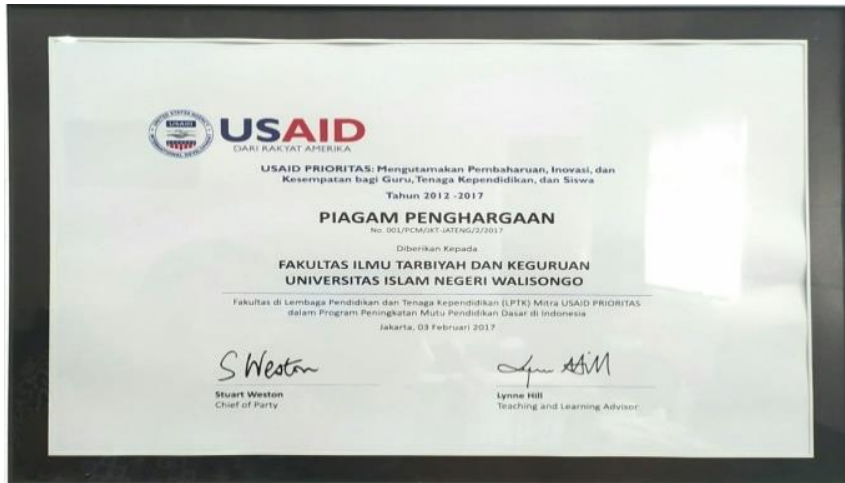 USAID
DARI RAKYAT AMERIKA
USAID PRIORITAS: Mengutamakan Pembaharuan, Inovasi, dan
Kesempatan bagi Guru, Tenaga Kependidikan, dan Siswa
Tahun 2012 -2017
PIAGAM PENGHARGAAN
No. 001/PCM/JKT-JATENG/2/2017
Diberikan Kepada
FAKULTAS ILMU TARBIYAH DAN KEGURUAN
UNIVERSITAS ISLAM NEGERI WALISONGO
Fakultas di Lembaga Pendidikan dan Tenaga Kependidikan (LPTK) Mitra USAID PRIORITAS
dalam Program Peningkatan Mutu Pendidikan Dasar di Indonesia
Jakarta, 03 Februari 2017
S Weston
Stuart Weston
Chief of Party
Lynne Hill
Teaching and Learning Advisor